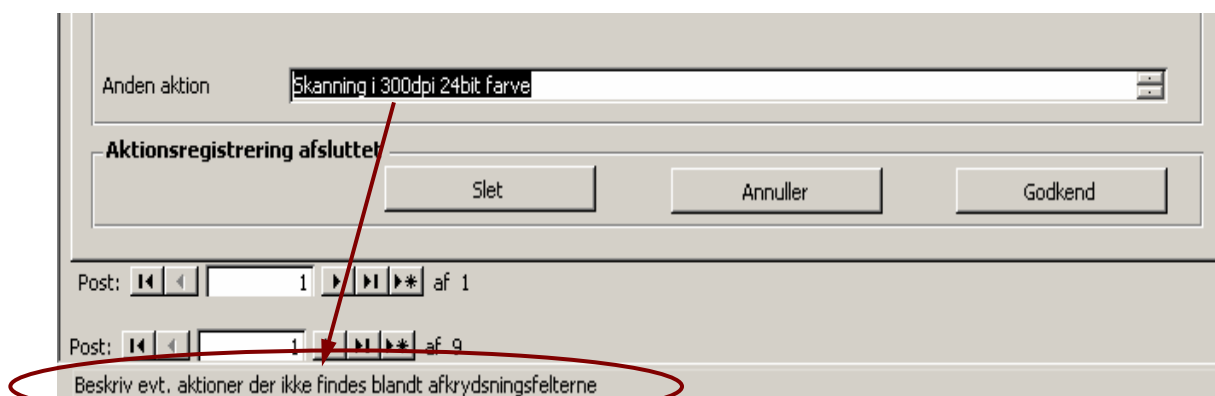 Anden aktion Skanning i 300dpi 24bit farve
Aktionsregistrering afsluttet
Slet Annuller Godkend
Post: 1 af 1
Post: 1 af 9
Beskriv evt. aktioner der ikke findes blandt afkrydsningsfelterne